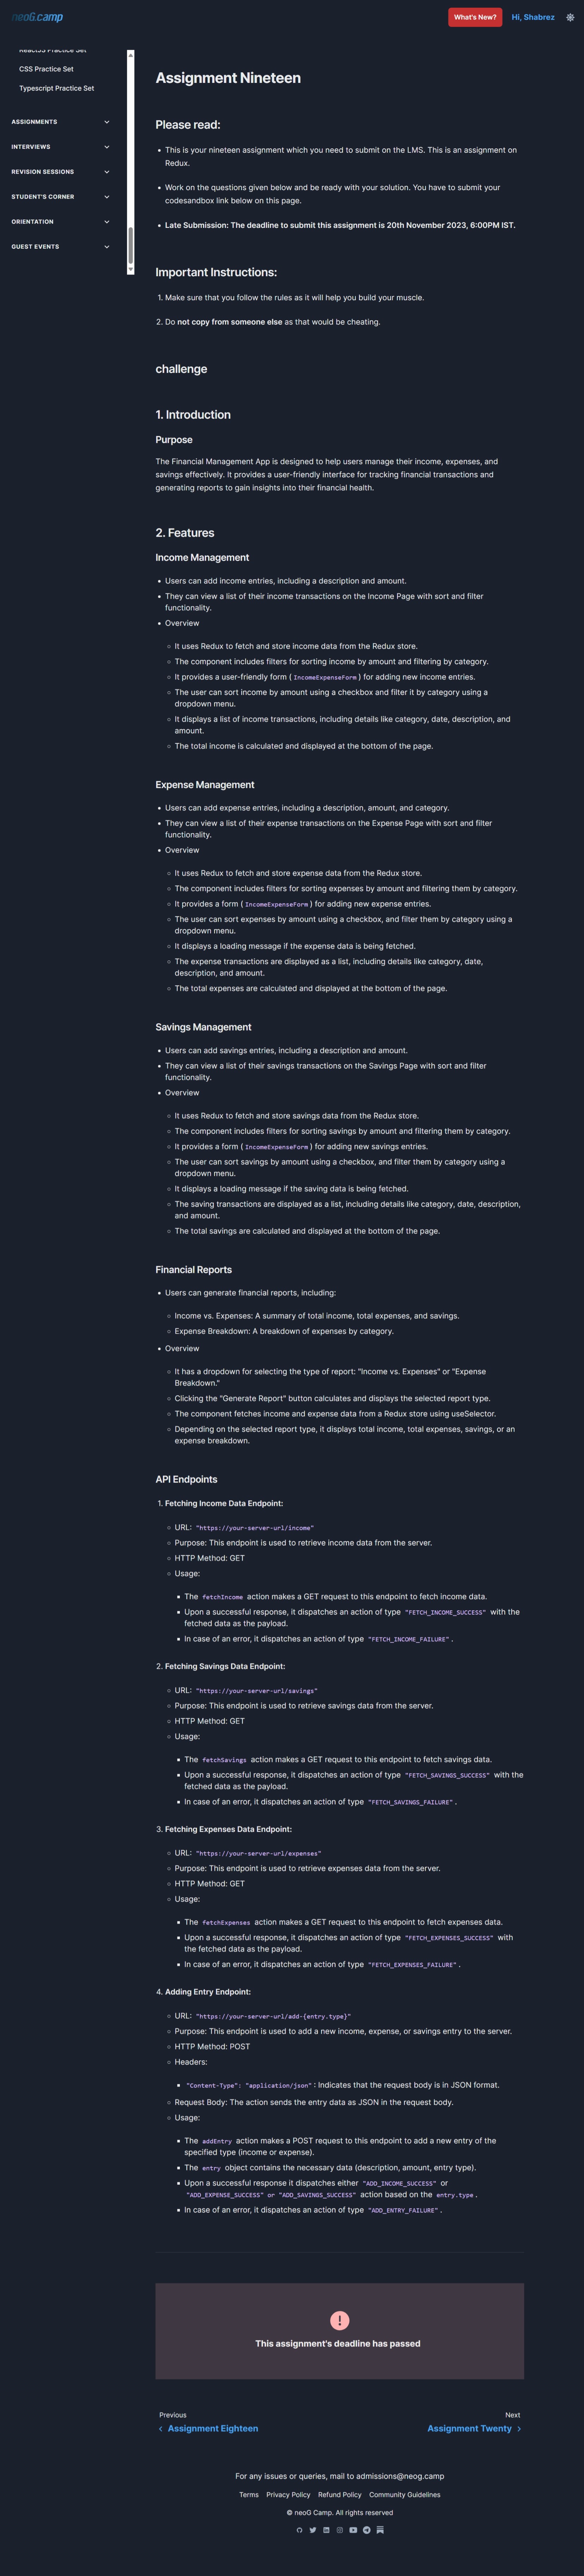 neoG.camp
What's New?
Hi, Shabrez
ReactJS Practice Set
CSS Practice Set
Typescript Practice Set
ASSIGNMENTS
INTERVIEWS
REVISION SESSIONS
STUDENT'S CORNER
ORIENTATION
GUEST EVENTS
Assignment Nineteen
Please read:
• This is your nineteen assignment which you need to submit on the LMS. This is an assignment on
Redux.
• Work on the questions given below and be ready with your solution. You have to submit your
codesandbox link below on this page.
• Late Submission: The deadline to submit this assignment is 20th November 2023, 6:00PM IST.
Important Instructions:
1. Make sure that you follow the rules as it will help you build your muscle.
2. Do not copy from someone else as that would be cheating.
challenge
1. Introduction
Purpose
The Financial Management App is designed to help users manage their income, expenses, and
savings effectively. It provides a user-friendly interface for tracking financial transactions and
generating reports to gain insights into their financial health.
2. Features
Income Management
• Users can add income entries, including a description and amount.
• They can view a list of their income transactions on the Income Page with sort and filter
functionality.
• Overview
◦ It uses Redux to fetch and store income data from the Redux store.
◦ The component includes filters for sorting income by amount and filtering by category.
◦ It provides a user-friendly form ( IncomeExpenseForm ) for adding new income entries.
◦ The user can sort income by amount using a checkbox and filter it by category using a
dropdown menu.
◦ It displays a list of income transactions, including details like category, date, description, and
amount.
◦ The total income is calculated and displayed at the bottom of the page.
Expense Management
• Users can add expense entries, including a description, amount, and category.
• They can view a list of their expense transactions on the Expense Page with sort and filter
functionality.
• Overview
◦ It uses Redux to fetch and store expense data from the Redux store.
◦ The component includes filters for sorting expenses by amount and filtering them by category.
◦ It provides a form ( IncomeExpenseForm ) for adding new expense entries.
◦ The user can sort expenses by amount using a checkbox, and filter them by category using a
dropdown menu.
◦ It displays a loading message if the expense data is being fetched.
◦ The expense transactions are displayed as a list, including details like category, date,
description, and amount.
◦ The total expenses are calculated and displayed at the bottom of the page.
Savings Management
• Users can add savings entries, including a description and amount.
• They can view a list of their savings transactions on the Savings Page with sort and filter
functionality.
• Overview
◦ It uses Redux to fetch and store savings data from the Redux store.
◦ The component includes filters for sorting savings by amount and filtering them by category.
◦ It provides a form ( IncomeExpenseForm ) for adding new savings entries.
◦ The user can sort savings by amount using a checkbox, and filter them by category using a
dropdown menu.
◦ It displays a loading message if the saving data is being fetched.
◦ The saving transactions are displayed as a list, including details like category, date, description,
and amount.
◦ The total savings are calculated and displayed at the bottom of the page.
Financial Reports
• Users can generate financial reports, including:
◦ Income vs. Expenses: A summary of total income, total expenses, and savings.
◦ Expense Breakdown: A breakdown of expenses by category.
• Overview
◦ It has a dropdown for selecting the type of report: "Income vs. Expenses" or "Expense
Breakdown."
◦ Clicking the "Generate Report" button calculates and displays the selected report type.
◦ The component fetches income and expense data from a Redux store using useSelector.
◦ Depending on the selected report type, it displays total income, total expenses, savings, or an
expense breakdown.
API Endpoints
1. Fetching Income Data Endpoint:
◦ URL: "https://your-server-url/income"
◦ Purpose: This endpoint is used to retrieve income data from the server.
◦ HTTP Method: GET
◦ Usage:
▪ The fetchIncome action makes a GET request to this endpoint to fetch income data.
▪ Upon a successful response, it dispatches an action of type "FETCH_INCOME_SUCCESS" with the
fetched data as the payload.
▪ In case of an error, it dispatches an action of type "FETCH_INCOME_FAILURE" .
2. Fetching Savings Data Endpoint:
◦ URL: "https://your-server-url/savings"
◦ Purpose: This endpoint is used to retrieve savings data from the server.
◦ HTTP Method: GET
◦ Usage:
▪ The fetchSavings action makes a GET request to this endpoint to fetch savings data.
▪ Upon a successful response, it dispatches an action of type "FETCH_SAVINGS_SUCCESS" with the
fetched data as the payload.
▪ In case of an error, it dispatches an action of type "FETCH_SAVINGS_FAILURE" .
3. Fetching Expenses Data Endpoint:
◦ URL: "https://your-server-url/expenses"
◦ Purpose: This endpoint is used to retrieve expenses data from the server.
◦ HTTP Method: GET
◦ Usage:
▪ The fetchExpenses action makes a GET request to this endpoint to fetch expenses data.
▪ Upon a successful response, it dispatches an action of type "FETCH_EXPENSES_SUCCESS" with
the fetched data as the payload.
▪ In case of an error, it dispatches an action of type "FETCH_EXPENSES_FAILURE" .
4. Adding Entry Endpoint:
◦ URL: "https://your-server-url/add-{entry.type}"
◦ Purpose: This endpoint is used to add a new income, expense, or savings entry to the server.
◦ HTTP Method: POST
◦ Headers:
▪ "Content-Type": "application/json" : Indicates that the request body is in JSON format.
◦ Request Body: The action sends the entry data as JSON in the request body.
◦ Usage:
▪ The addEntry action makes a POST request to this endpoint to add a new entry of the
specified type (income or expense).
▪ The entry object contains the necessary data (description, amount, entry type).
▪ Upon a successful response it dispatches either "ADD_INCOME_SUCCESS" or
"ADD_EXPENSE_SUCCESS" or "ADD_SAVINGS_SUCCESS" action based on the entry.type .
▪ In case of an error, it dispatches an action of type "ADD_ENTRY_FAILURE" .
This assignment's deadline has passed
Previous
Assignment Eighteen
Next
Assignment Twenty
For any issues or queries, mail to admissions@neog.camp
Terms Privacy Policy Refund Policy Community Guidelines
© neoG Camp. All rights reserved